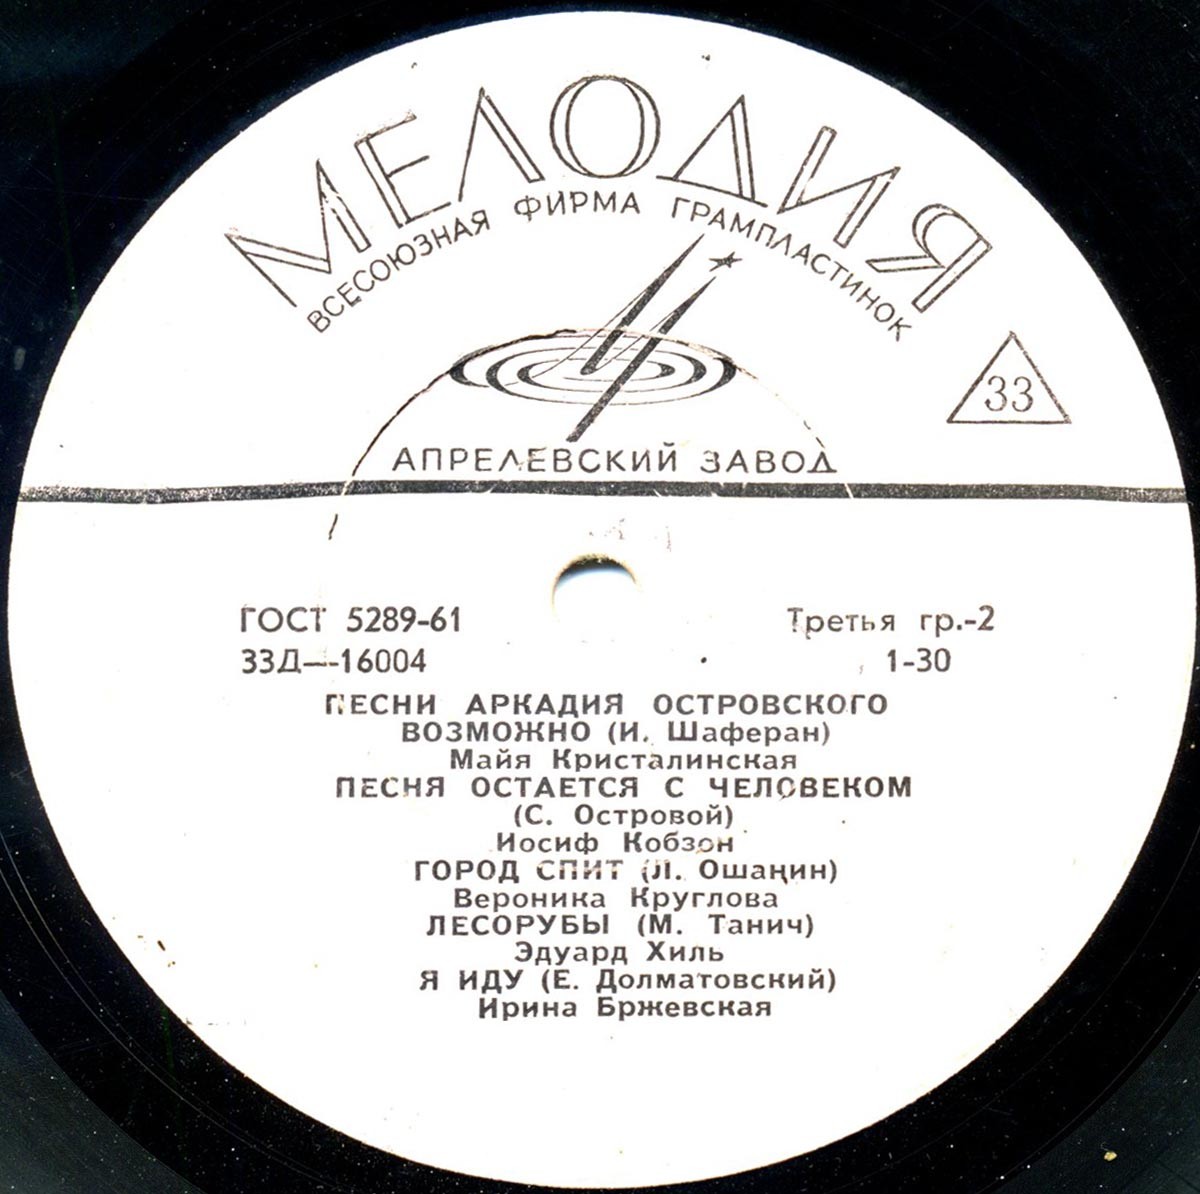 МЕЛОДИЯ
ВСЕСОЮЗНАЯ ФИРМА ГРАМПЛАСТИНОК
33
АПРЕЛЕВСКИЙ ЗАВОД
ГОСТ 5289-61 Третья гр.-2
33Д—16004 1-30
ПЕСНИ АРКАДИЯ ОСТРОВСКОГО
ВОЗМОЖНО (И. Шаферан)
Майя Кристалинская
ПЕСНЯ ОСТАЕТСЯ С ЧЕЛОВЕКОМ
(С. Островой)
Иосиф Кобзон
ГОРОД СПИТ (Л. Ошанин)
Вероника Круглова
ЛЕСОРУБЫ (М. Танич)
Эдуард Хиль
Я ИДУ (Е. Долматовский)
Ирина Бржевская